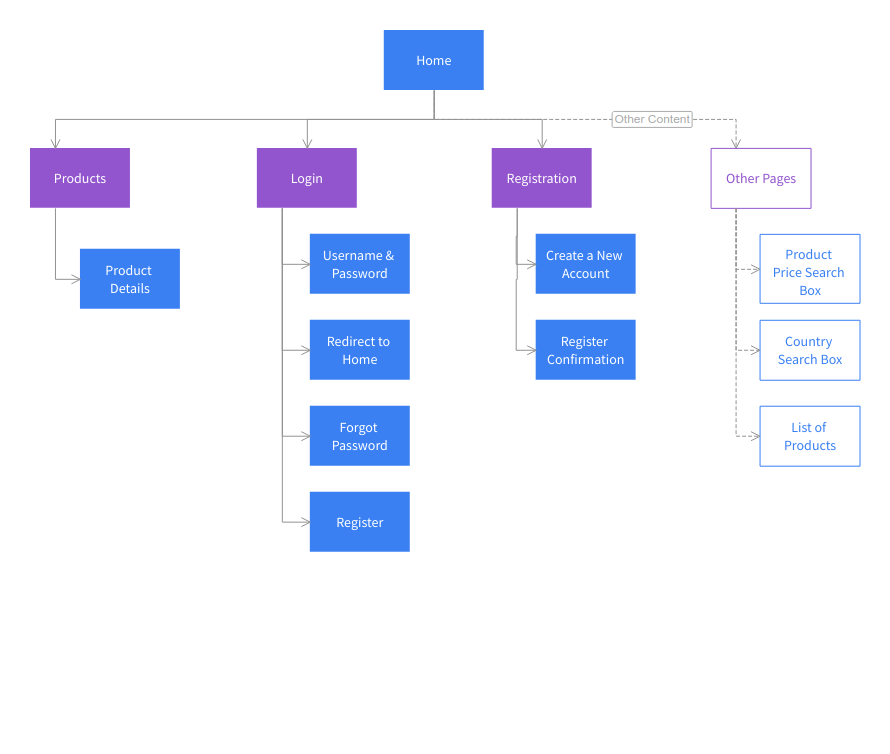 Home
Other Content
Products
Login
Registration
Other Pages
Product
Details
Username &
Password
Redirect to
Home
Forgot
Password
Register
Create a New
Account
Register
Confirmation
Product
Price Search
Box
Country
Search Box
List of
Products